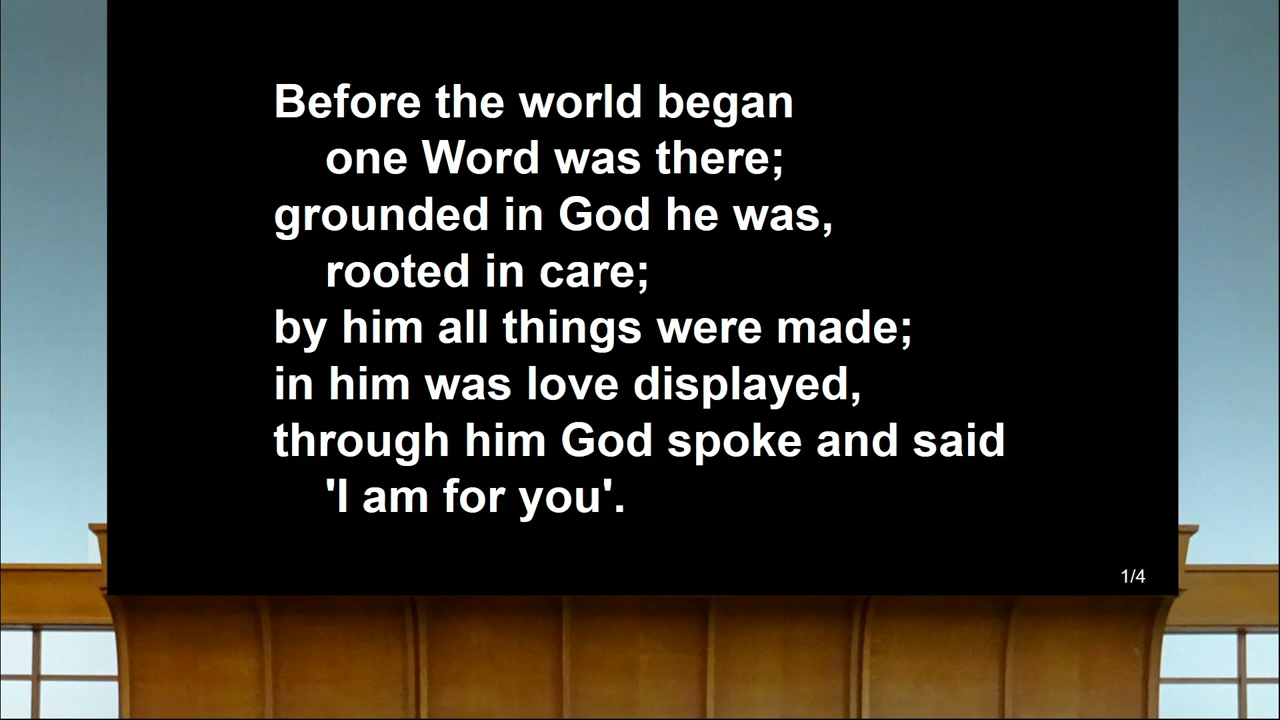 Before the world began
one Word was there;
grounded in God he was,
rooted in care;
by him all things were made;
in him was love displayed,
through him God spoke and said
'I am for you'.
1/4